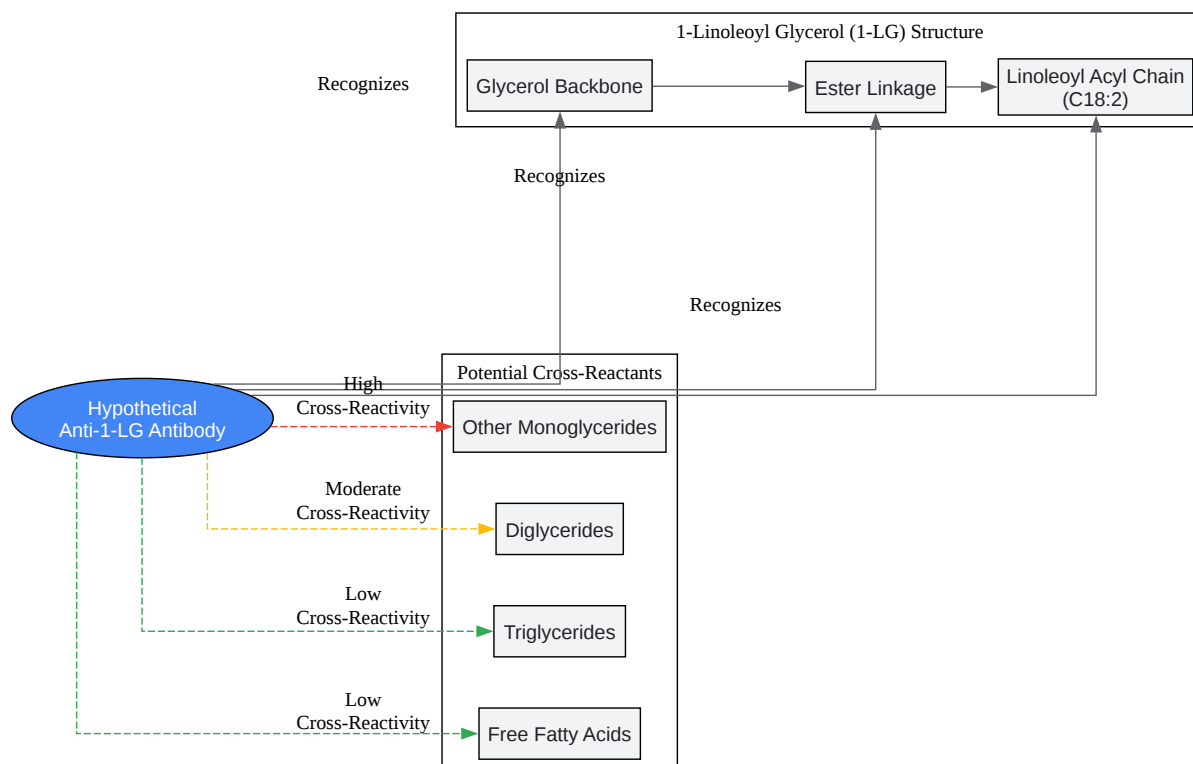 1-Linoleoyl Glycerol (1-LG) Structure
Recognizes
Glycerol Backbone
Ester Linkage
Linoleoyl Acyl Chain
(C18:2)
Recognizes
Recognizes
Potential Cross-Reactants
Hypothetical
Anti-1-LG Antibody
High
Cross-Reactivity
Other Monoglycerides
Moderate
Cross-Reactivity
Diglycerides
Low
Cross-Reactivity
Triglycerides
Low
Cross-Reactivity
Free Fatty Acids